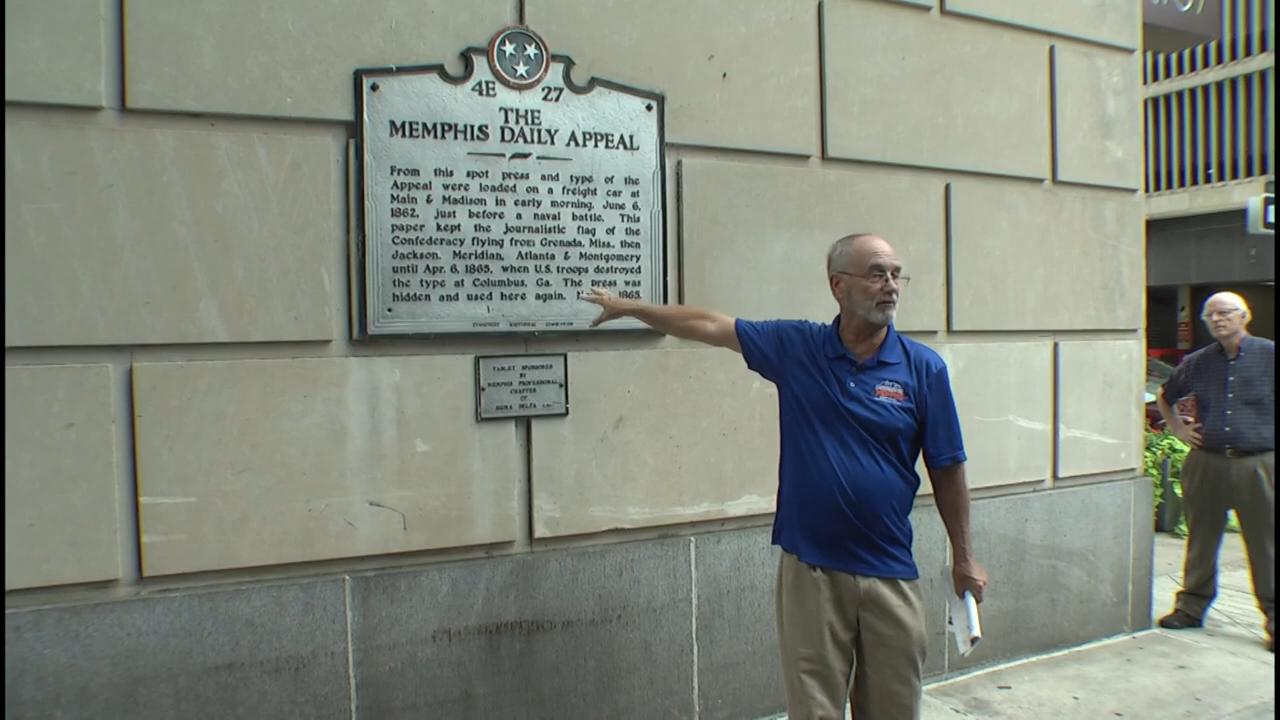 4E 27
THE
MEMPHIS DAILY APPEAL
From this spot press and type of the
Appeal were loaded on a freight car at
Main & Madison in early morning, June 6,
1862, just before a naval battle. This
paper kept the journalistic flag of the
Confederacy flying from Grenada, Miss., then
Jackson, Meridian, Atlanta & Montgomery
until Apr. 6, 1865, when U.S. troops destroyed
the type at Columbus, Ga. The press was
hidden and used here again, 1865.
TENNESSEE HISTORICAL COMMISSION
TABLET SPONSORED
BY
MEMPHIS PROFESSIONAL
CHAPTER
OF
SIGMA DELTA